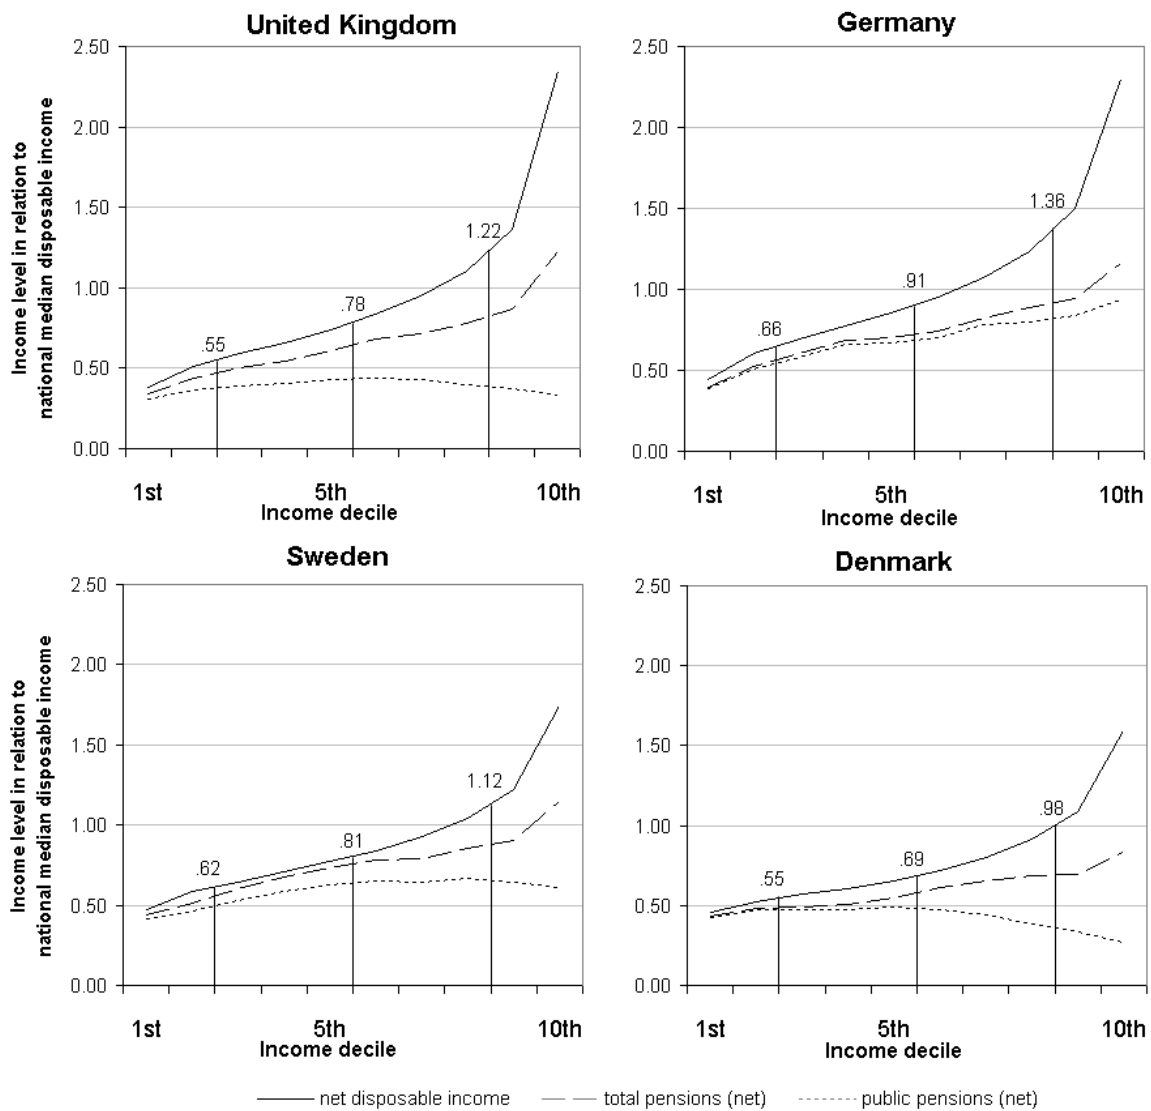 United Kingdom
Germany
Income level in relation to
national median disposable income
2.50
2.00
1.50
1.00
0.50
0.00
.55
.78
1.22
1st
5th
10th
Income decile
2.50
2.00
1.50
1.00
0.50
0.00
.66
.91
1.36
1st
5th
10th
Income decile
Sweden
Denmark
Income level in relation to
national median disposable income
2.50
2.00
1.50
1.00
0.50
0.00
.62
.81
1.12
1st
5th
10th
Income decile
2.50
2.00
1.50
1.00
0.50
0.00
.55
.69
.98
1st
5th
10th
Income decile
net disposable income
total pensions (net)
public pensions (net)